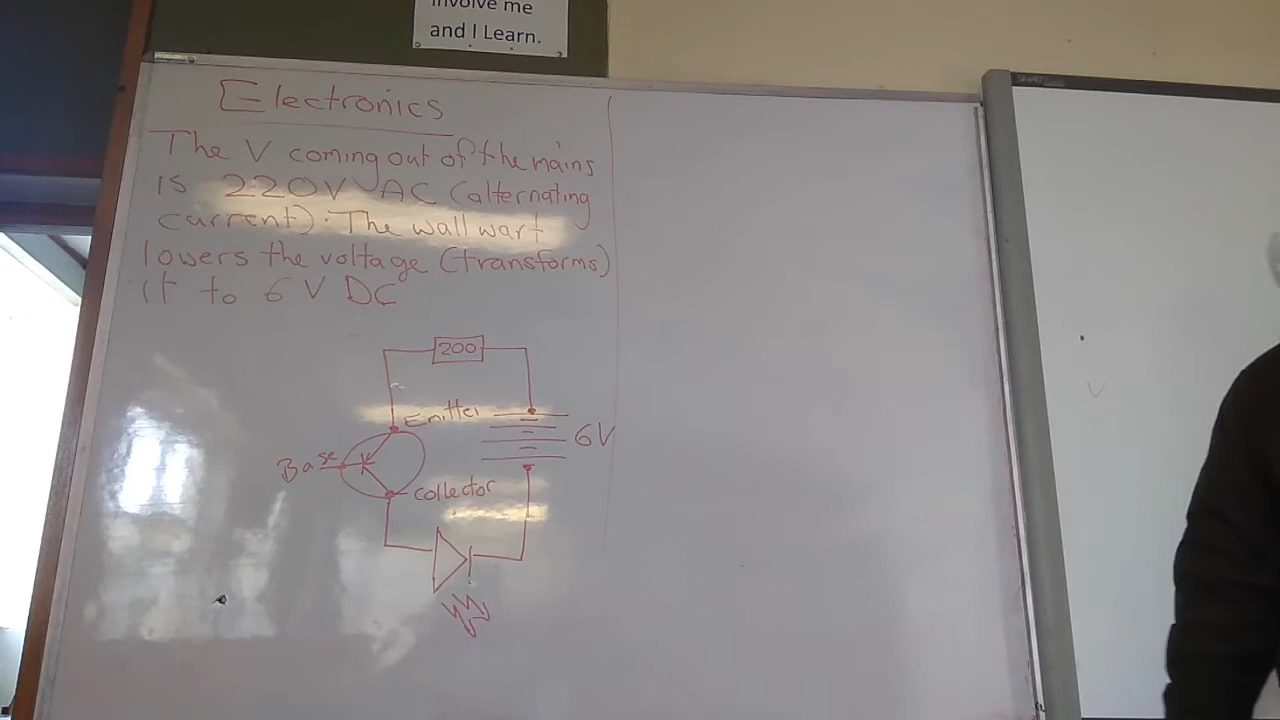 involve me
and I Learn.
Electronics
The V coming out of the mains
is 220V AC (alternating
current). The wall wart
lowers the voltage (transforms)
it to 6 V DC
200
Emitter
6V
Base
Collector